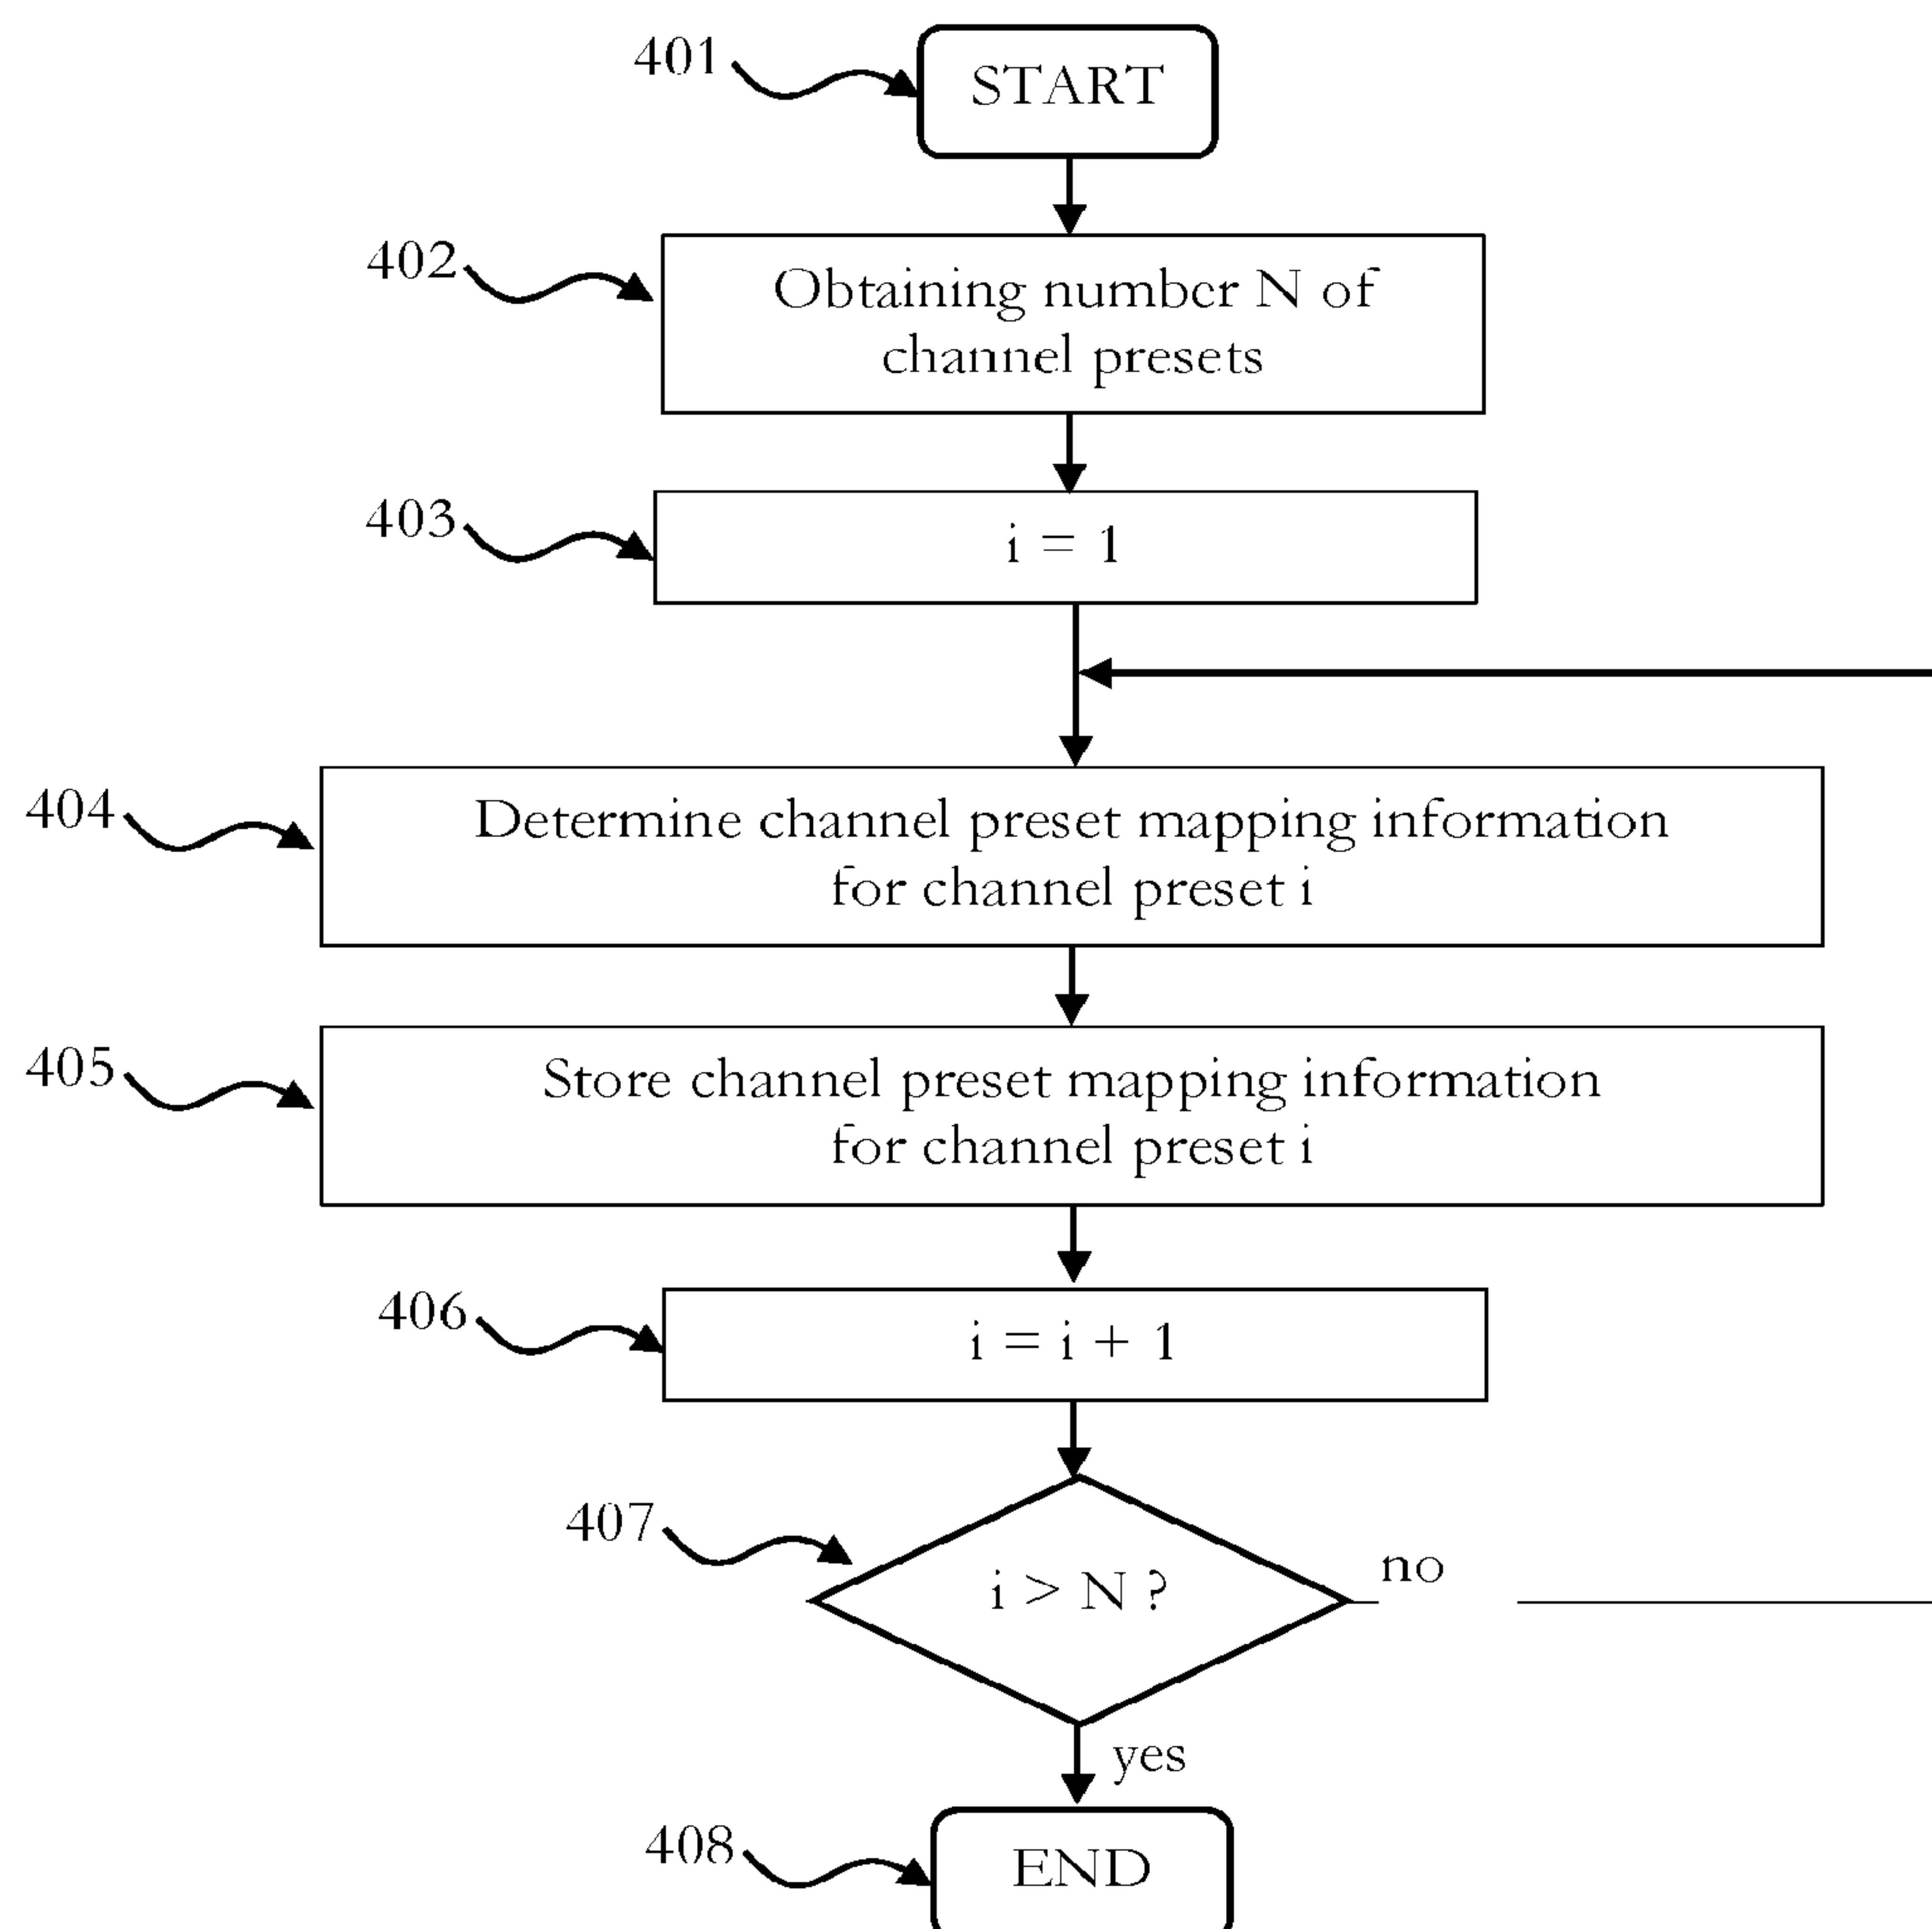 401
START
402
Obtaining number N of
channel presets
403
i = 1
404
Determine channel preset mapping information
for channel preset i
405
Store channel preset mapping information
for channel preset i
406
i = i + 1
407
i > N ?
no
yes
408
END